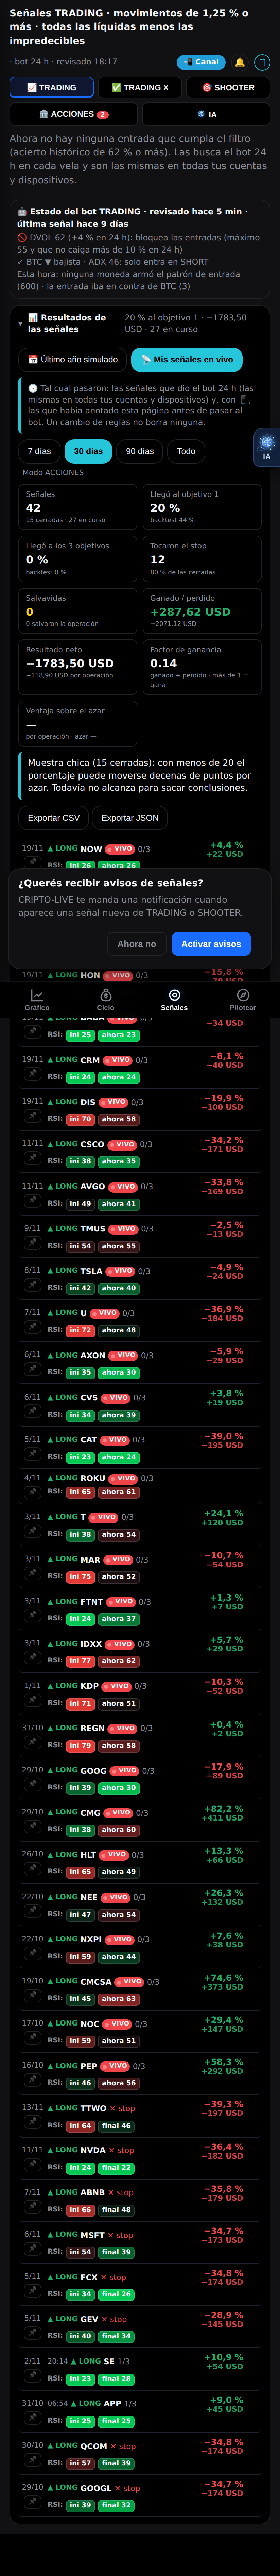 Señales TRADING · movimientos de 1,25 % o
más · todas las líquidas menos las
impredecibles
· bot 24 h · revisado 18:17
📲 Canal
🔔
📈 TRADING
✅ TRADING X
🎯 SHOOTER
🏛️ ACCIONES 2
IA
Ahora no hay ninguna entrada que cumpla el filtro
(acierto histórico de 62 % o más). Las busca el bot 24
h en cada vela y son las mismas en todas tus cuentas
y dispositivos.
🤖 Estado del bot TRADING · revisado hace 5 min ·
última señal hace 9 días
🚫 DVOL 62 (+4 % en 24 h): bloquea las entradas (máximo
55 y que no caiga más de 10 % en 24 h)
✓ BTC ▼ bajista · ADX 46: solo entra en SHORT
Esta hora: ninguna moneda armó el patrón de entrada
(600) · la entrada iba en contra de BTC (3)
▼ 📊 Resultados de
las señales
20 % al objetivo 1 · −1783,50
USD · 27 en curso
📅 Último año simulado
📡 Mis señales en vivo
🕒 Tal cual pasaron: las señales que dio el bot 24 h (las
mismas en todas tus cuentas y dispositivos) y, con 📱,
las que había anotado esta página antes de pasar al
bot. Un cambio de reglas no borra ninguna.
7 días
30 días
90 días
Todo
IA
Modo ACCIONES
Señales
42
15 cerradas · 27 en curso
Llegó al objetivo 1
20 %
backtest 44 %
Llegó a los 3 objetivos
0 %
backtest 0 %
Tocaron el stop
12
80 % de las cerradas
Salvavidas
0
0 salvaron la operación
Ganado / perdido
+287,62 USD
−2071,12 USD
Resultado neto
−1783,50 USD
−118,90 USD por operación
Factor de ganancia
0.14
ganado ÷ perdido · más de 1 =
gana
Ventaja sobre el azar
—
por operación · azar —
Muestra chica (15 cerradas): con menos de 20 el
porcentaje puede moverse decenas de puntos por
azar. Todavía no alcanza para sacar conclusiones.
Exportar CSV
Exportar JSON
19/11 ▲ LONG NOW VIVO 0/3 +4,4 %
RSI: ini 26 ahora 26 +22 USD
¿Querés recibir avisos de señales?
CRIPTO-LIVE te manda una notificación cuando
aparece una señal nueva de TRADING o SHOOTER.
Ahora no
Activar avisos
19/11 ▲ LONG HON VIVO 0/3 −15,8 %
Gráfico
Ciclo
Señales
Pilotear
RSI: ini 25 ahora 23 −34 USD
19/11 ▲ LONG CRM VIVO 0/3 −8,1 %
RSI: ini 24 ahora 24 −40 USD
19/11 ▲ LONG DIS VIVO 0/3 −19,9 %
RSI: ini 70 ahora 58 −100 USD
11/11 ▲ LONG CSCO VIVO 0/3 −34,2 %
RSI: ini 38 ahora 35 −171 USD
11/11 ▲ LONG AVGO VIVO 0/3 −33,8 %
RSI: ini 49 ahora 41 −169 USD
9/11 ▲ LONG TMUS VIVO 0/3 −2,5 %
RSI: ini 54 ahora 55 −13 USD
8/11 ▲ LONG TSLA VIVO 0/3 −4,9 %
RSI: ini 42 ahora 40 −24 USD
7/11 ▲ LONG U VIVO 0/3 −36,9 %
RSI: ini 72 ahora 48 −184 USD
6/11 ▲ LONG AXON VIVO 0/3 −5,9 %
RSI: ini 35 ahora 30 −29 USD
6/11 ▲ LONG CVS VIVO 0/3 +3,8 %
RSI: ini 34 ahora 39 +19 USD
5/11 ▲ LONG CAT VIVO 0/3 −39,0 %
RSI: ini 23 ahora 24 −195 USD
4/11 ▲ LONG ROKU VIVO 0/3 —
RSI: ini 65 ahora 61
3/11 ▲ LONG T VIVO 0/3 +24,1 %
RSI: ini 38 ahora 54 +120 USD
3/11 ▲ LONG MAR VIVO 0/3 −10,7 %
RSI: ini 75 ahora 52 −54 USD
3/11 ▲ LONG FTNT VIVO 0/3 +1,3 %
RSI: ini 24 ahora 37 +7 USD
3/11 ▲ LONG IDXX VIVO 0/3 +5,7 %
RSI: ini 77 ahora 62 +29 USD
1/11 ▲ LONG KDP VIVO 0/3 −10,3 %
RSI: ini 71 ahora 51 −52 USD
31/10 ▲ LONG REGN VIVO 0/3 +0,4 %
RSI: ini 79 ahora 58 +2 USD
29/10 ▲ LONG GOOG VIVO 0/3 −17,9 %
RSI: ini 39 ahora 30 −89 USD
29/10 ▲ LONG CMG VIVO 0/3 +82,2 %
RSI: ini 38 ahora 60 +411 USD
26/10 ▲ LONG HLT VIVO 0/3 +13,3 %
RSI: ini 65 ahora 49 +66 USD
22/10 ▲ LONG NEE VIVO 0/3 +26,3 %
RSI: ini 47 ahora 54 +132 USD
22/10 ▲ LONG NXPI VIVO 0/3 +7,6 %
RSI: ini 59 ahora 44 +38 USD
19/10 ▲ LONG CMCSA VIVO 0/3 +74,6 %
RSI: ini 45 ahora 63 +373 USD
17/10 ▲ LONG NOC VIVO 0/3 +29,4 %
RSI: ini 59 ahora 51 +147 USD
16/10 ▲ LONG PEP VIVO 0/3 +58,3 %
RSI: ini 46 ahora 56 +292 USD
13/11 ▲ LONG TTWO ✕ stop −39,3 %
RSI: ini 64 final 46 −197 USD
11/11 ▲ LONG NVDA ✕ stop −36,4 %
RSI: ini 24 final 22 −182 USD
7/11 ▲ LONG ABNB ✕ stop −35,8 %
RSI: ini 66 final 48 −179 USD
6/11 ▲ LONG MSFT ✕ stop −34,7 %
RSI: ini 54 final 39 −173 USD
5/11 ▲ LONG FCX ✕ stop −34,8 %
RSI: ini 34 final 26 −174 USD
5/11 ▲ LONG GEV ✕ stop −28,9 %
RSI: ini 40 final 34 −145 USD
2/11 20:14 ▲ LONG SE 1/3 +10,9 %
RSI: ini 23 final 28 +54 USD
31/10 06:54 ▲ LONG APP 1/3 +9,0 %
RSI: ini 25 final 25 +45 USD
30/10 ▲ LONG QCOM ✕ stop −34,8 %
RSI: ini 57 final 39 −174 USD
29/10 ▲ LONG GOOGL ✕ stop −34,7 %
RSI: ini 39 final 32 −174 USD